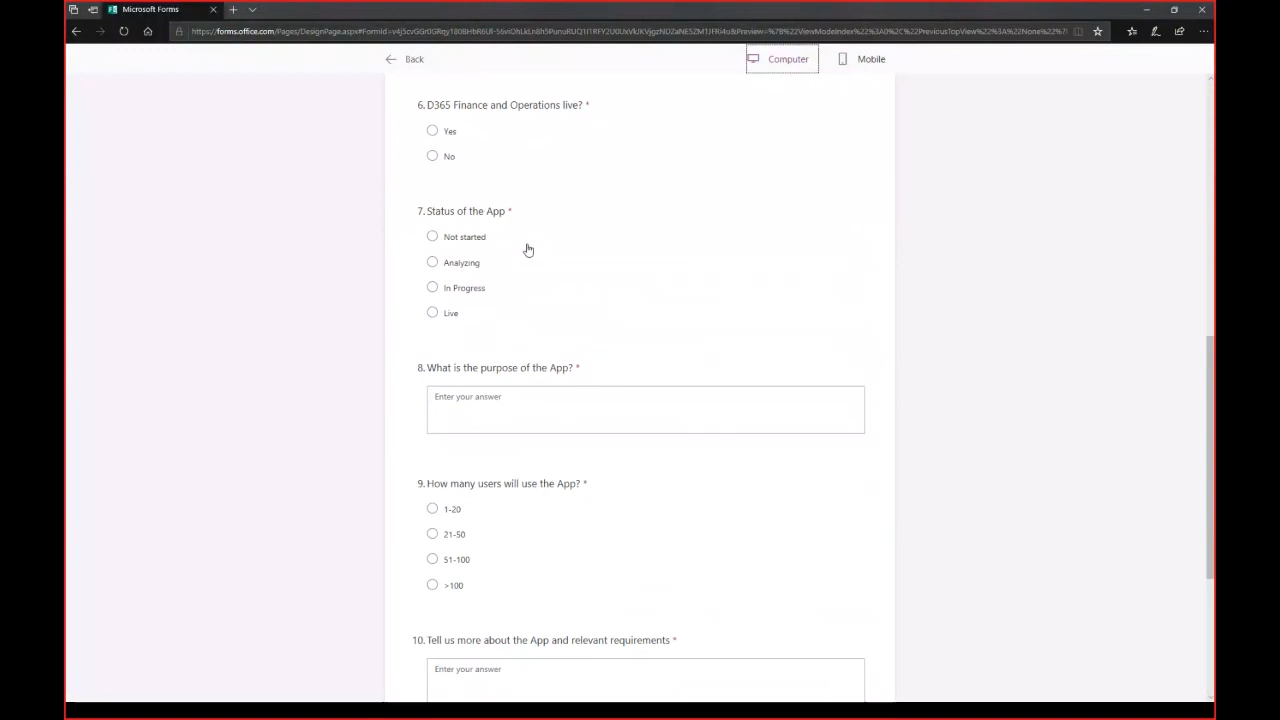 Microsoft Forms
Back
Computer
Mobile
6. D365 Finance and Operations live? *
Yes
No
7. Status of the App *
Not started
Analyzing
In Progress
Live
8. What is the purpose of the App? *
Enter your answer
9. How many users will use the App? *
1-20
21-50
51-100
>100
10. Tell us more about the App and relevant requirements *
Enter your answer